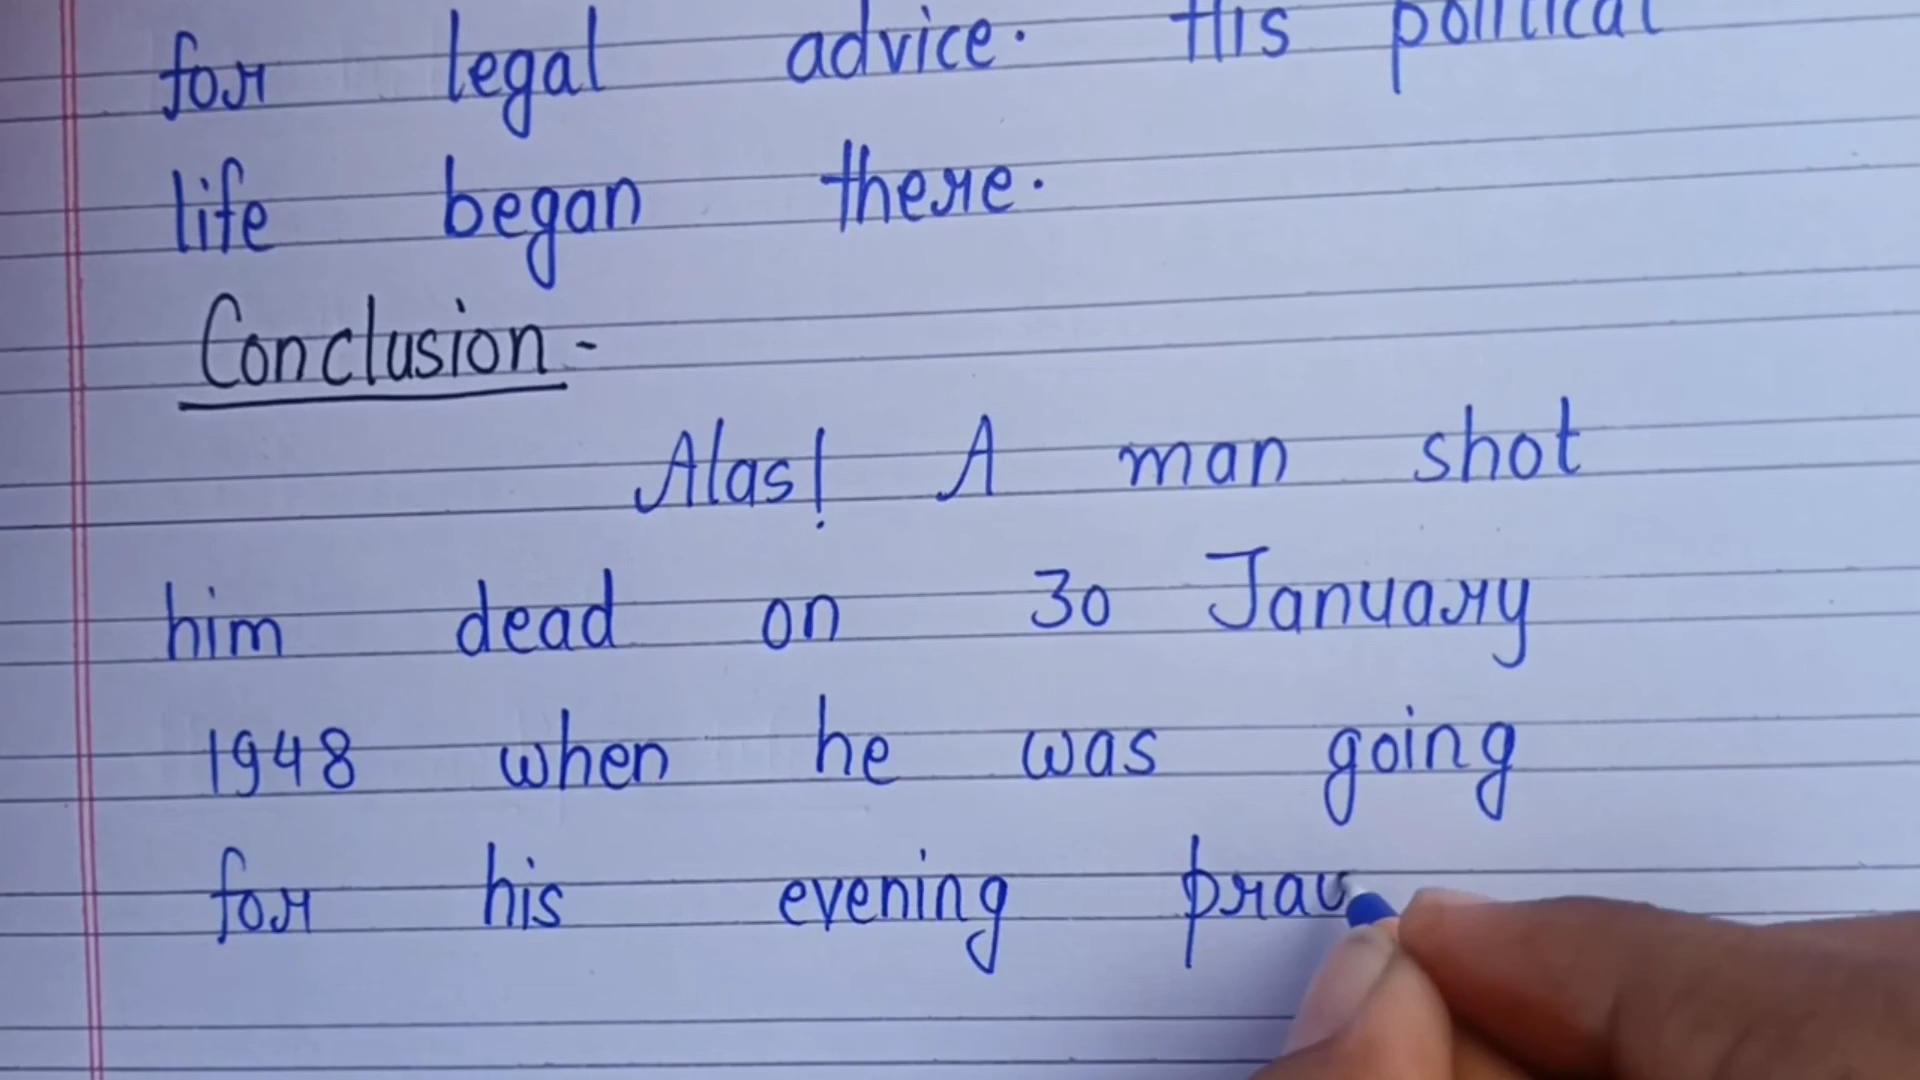 for legal advice. His political
life began there.
Conclusion -
Alas! A man shot
him dead on 30 January
1948 when he was going
for his evening